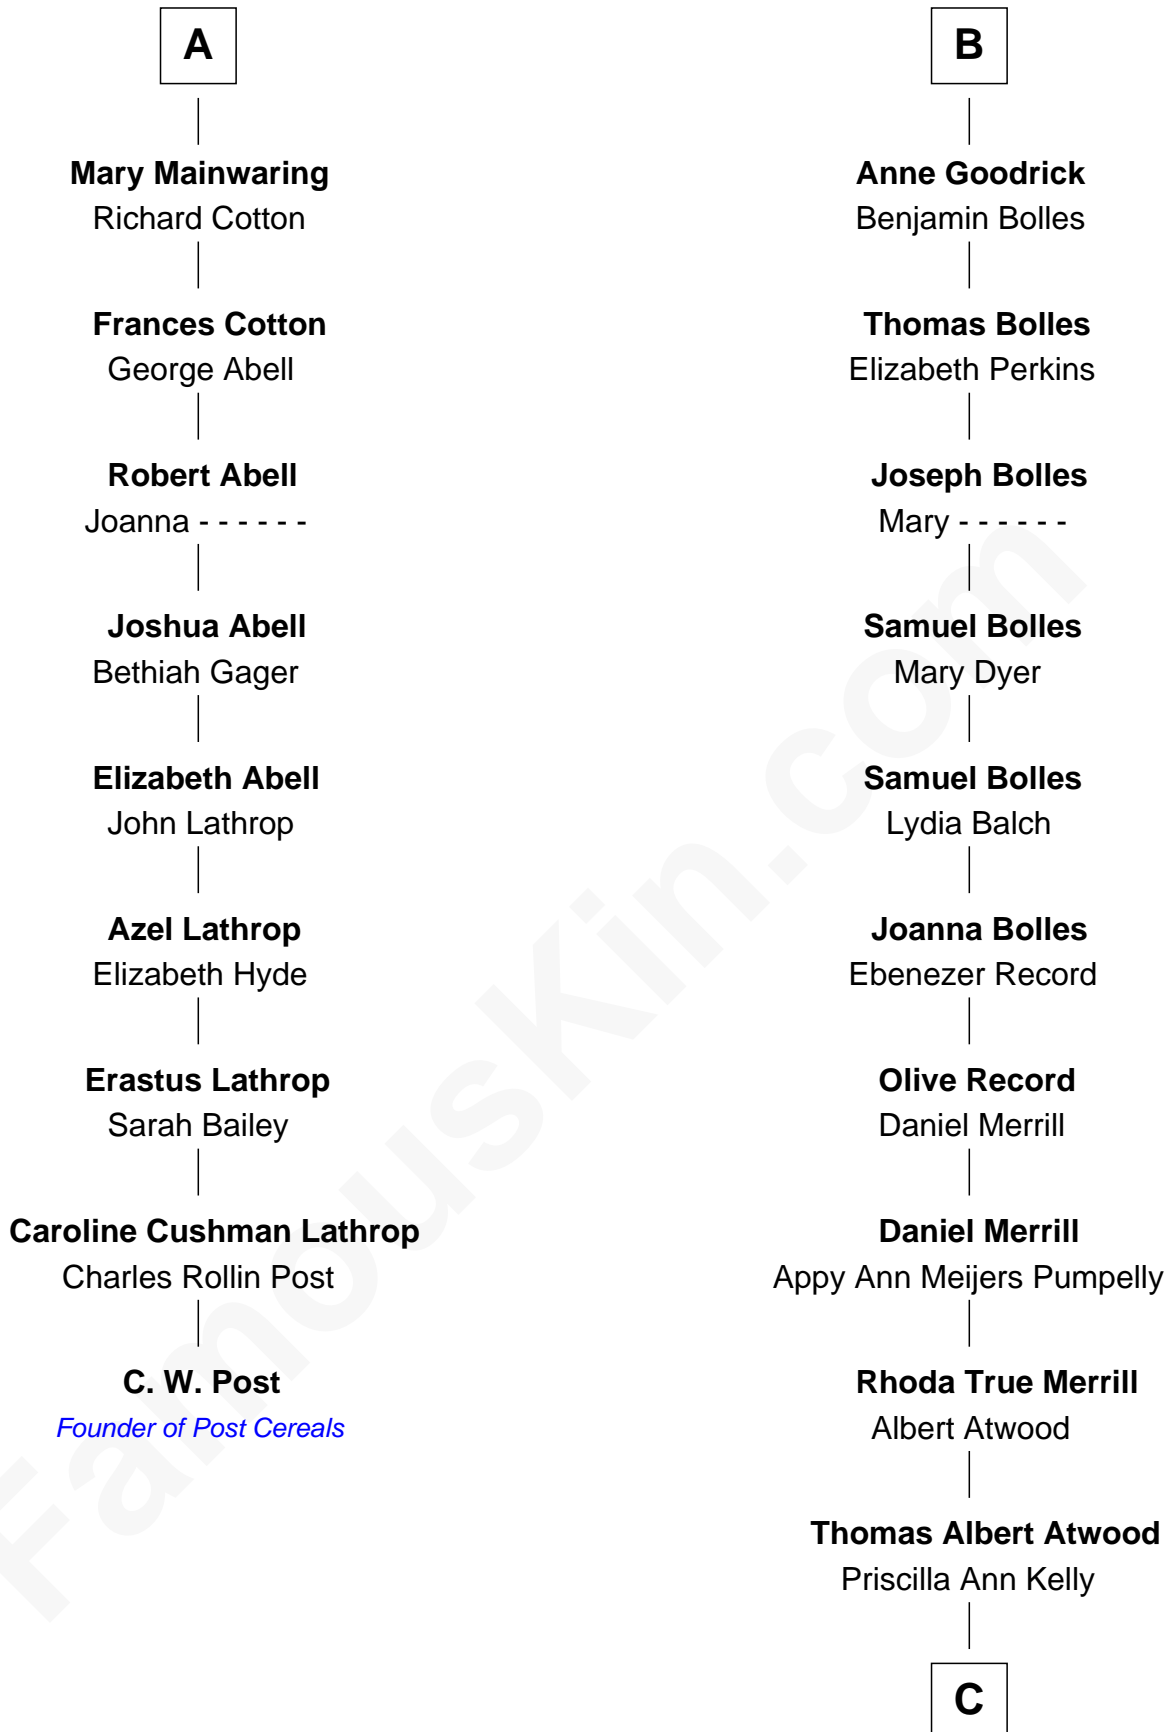 A
Mary Mainwaring
Richard Cotton
Frances Cotton
George Abell
Robert Abell
Joanna - - - - - -
Joshua Abell
Bethiah Gager
Elizabeth Abell
John Lathrop
Azel Lathrop
Elizabeth Hyde
Erastus Lathrop
Sarah Bailey
Caroline Cushman Lathrop
Charles Rollin Post
C. W. Post
Founder of Post Cereals
B
Anne Goodrick
Benjamin Bolles
Thomas Bolles
Elizabeth Perkins
Joseph Bolles
Mary - - - - - -
Samuel Bolles
Mary Dyer
Samuel Bolles
Lydia Balch
Joanna Bolles
Ebenezer Record
Olive Record
Daniel Merrill
Daniel Merrill
Appy Ann Meijers Pumpelly
Rhoda True Merrill
Albert Atwood
Thomas Albert Atwood
Priscilla Ann Kelly
C
FamousKin.com